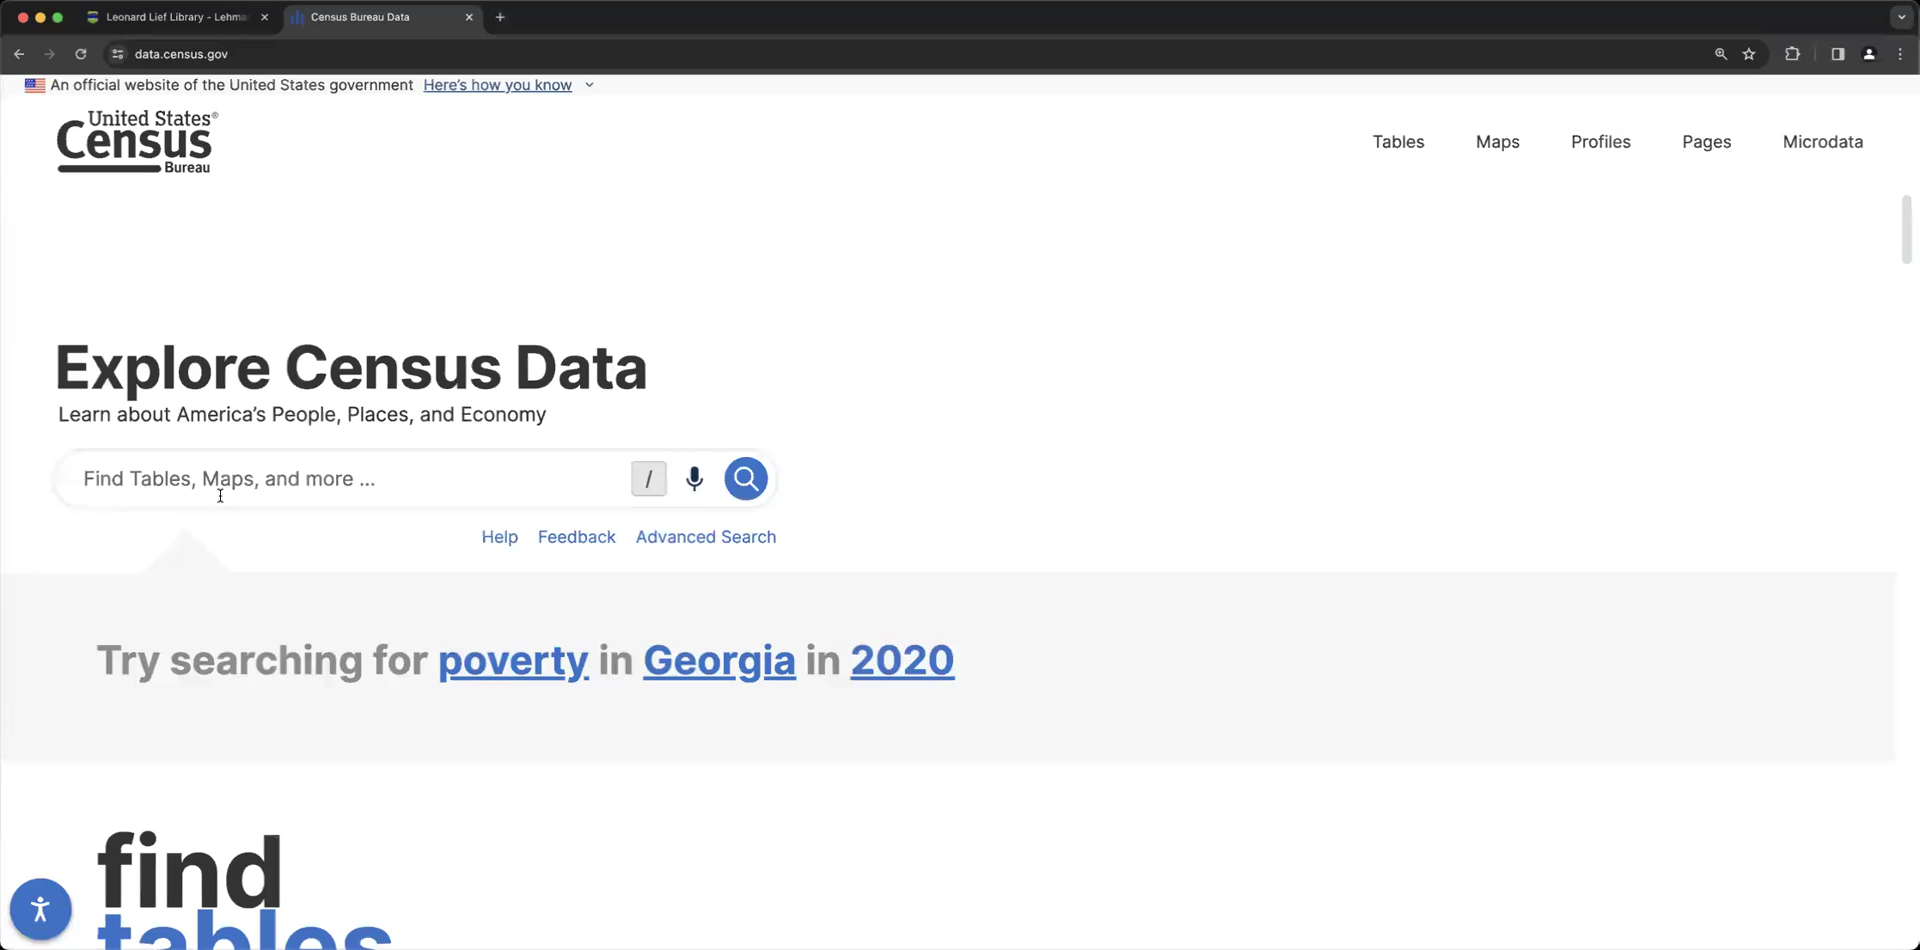 Leonard Lief Library - Lehma
Census Bureau Data
data.census.gov
An official website of the United States government Here's how you know
United States®
Census
Bureau
Tables Maps Profiles Pages Microdata
Explore Census Data
Learn about America's People, Places, and Economy
Find Tables, Maps, and more ...
/
Help Feedback Advanced Search
Try searching for poverty in Georgia in 2020
find
tables